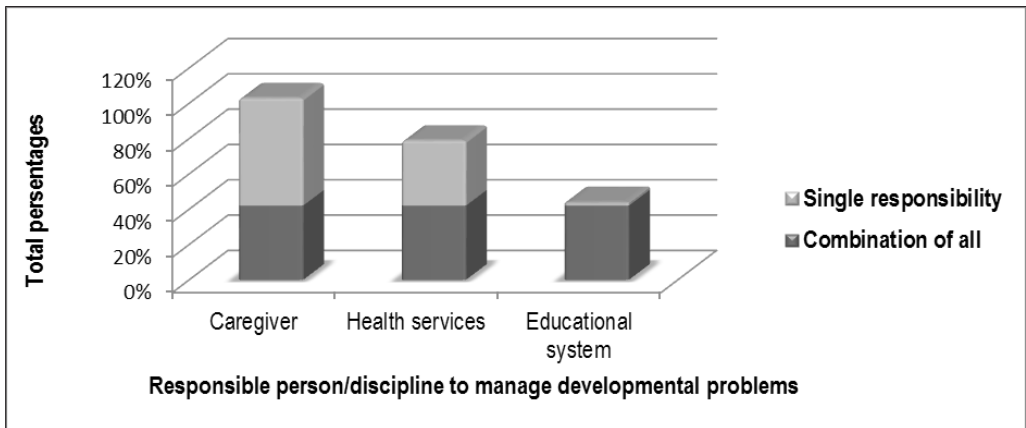 Total persentages
120%
100%
80%
60%
40%
20%
0%
Caregiver
Health services
Educational
system
Responsible person/discipline to manage developmental problems
Single responsibility
Combination of all